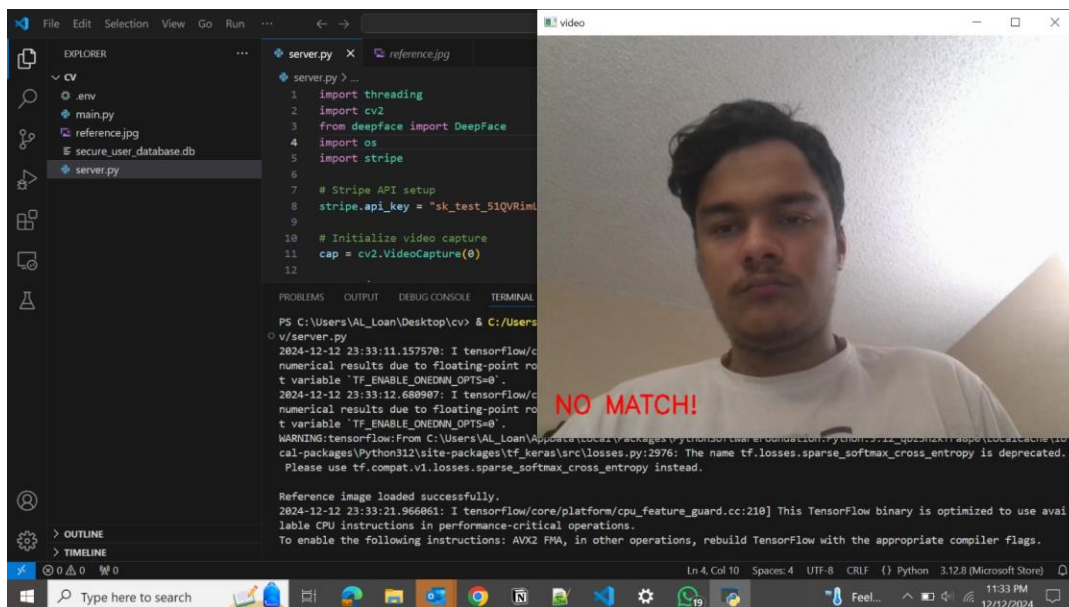 File Edit Selection View Go Run ...
video
EXPLORER ...
server.py
reference.jpg
CV
.env
main.py
reference.jpg
secure_user_database.db
server.py
server.py > ...
1 import threading
2 import cv2
3 from deepface import DeepFace
4 import os
5 import stripe
6
7 # Stripe API setup
8 stripe.api_key = "sk_test_51QVRimL
9
10 # Initialize video capture
11 cap = cv2.VideoCapture(0)
12
NO MATCH!
PROBLEMS OUTPUT DEBUG CONSOLE TERMINAL
PS C:\Users\AL_Loan\Desktop\cv> & C:/Users
v/server.py
2024-12-12 23:33:11.157570: I tensorflow/c
numerical results due to floating-point ro
t variable `TF_ENABLE_ONEDNN_OPTS=0`.
2024-12-12 23:33:12.680907: I tensorflow/c
numerical results due to floating-point ro
t variable `TF_ENABLE_ONEDNN_OPTS=0`.
WARNING:tensorflow:From C:\Users\AL_Loan\AppData\Local\Packages\
cal-packages\Python312\site-packages\tf_keras\src\losses.py:2976: The name tf.losses.sparse_softmax_cross_entropy is deprecated.
Please use tf.compat.v1.losses.sparse_softmax_cross_entropy instead.
Reference image loaded successfully.
2024-12-12 23:33:21.966061: I tensorflow/core/platform/cpu_feature_guard.cc:210] This TensorFlow binary is optimized to use avai
lable CPU instructions in performance-critical operations.
To enable the following instructions: AVX2 FMA, in other operations, rebuild TensorFlow with the appropriate compiler flags.
OUTLINE
TIMELINE
0 0 0 Ln 4, Col 10 Spaces: 4 UTF-8 CRLF {} Python 3.12.8 (Microsoft Store)
Type here to search 19 Feel... 11:33 PM
12/12/2024